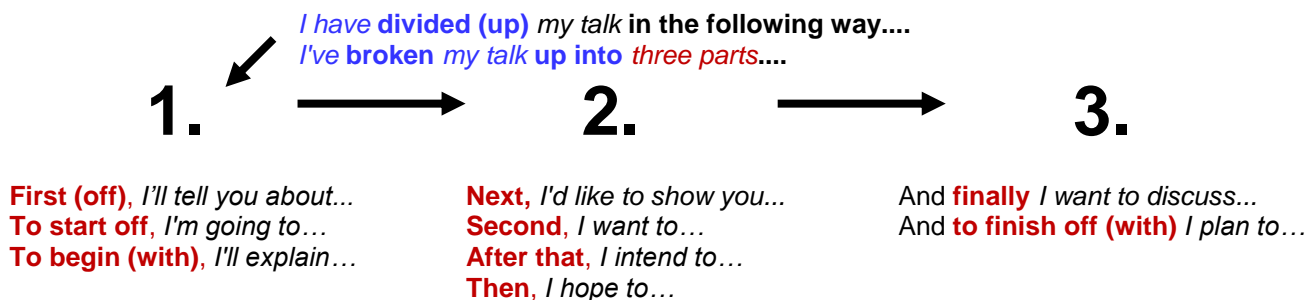 I have divided (up) my talk in the following way....
I've broken my talk up into three parts....
1.
2.
3.
First (off), I’ll tell you about...
To start off, I'm going to…
To begin (with), I'll explain…
Next, I'd like to show you...
Second, I want to…
After that, I intend to…
Then, I hope to…
And finally I want to discuss...
And to finish off (with) I plan to…